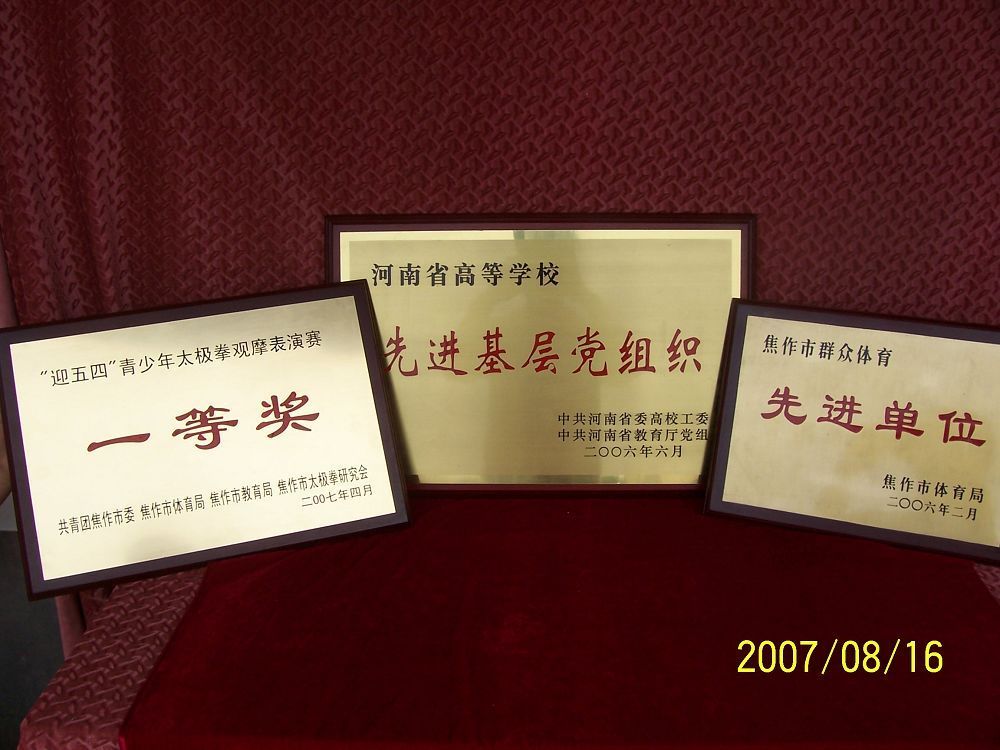 “迎五四”青少年太极拳观摩表演赛
一等奖
共青团焦作市委 焦作市体育局 焦作市教育局 焦作市太极拳研究会
二00七年四月
河南省高等学校
先进基层党组织
中共河南省委高校工委
中共河南省教育厅党组
二〇〇六年六月
焦作市群众体育
先进单位
焦作市体育局
二〇〇六年二月
2007/08/16